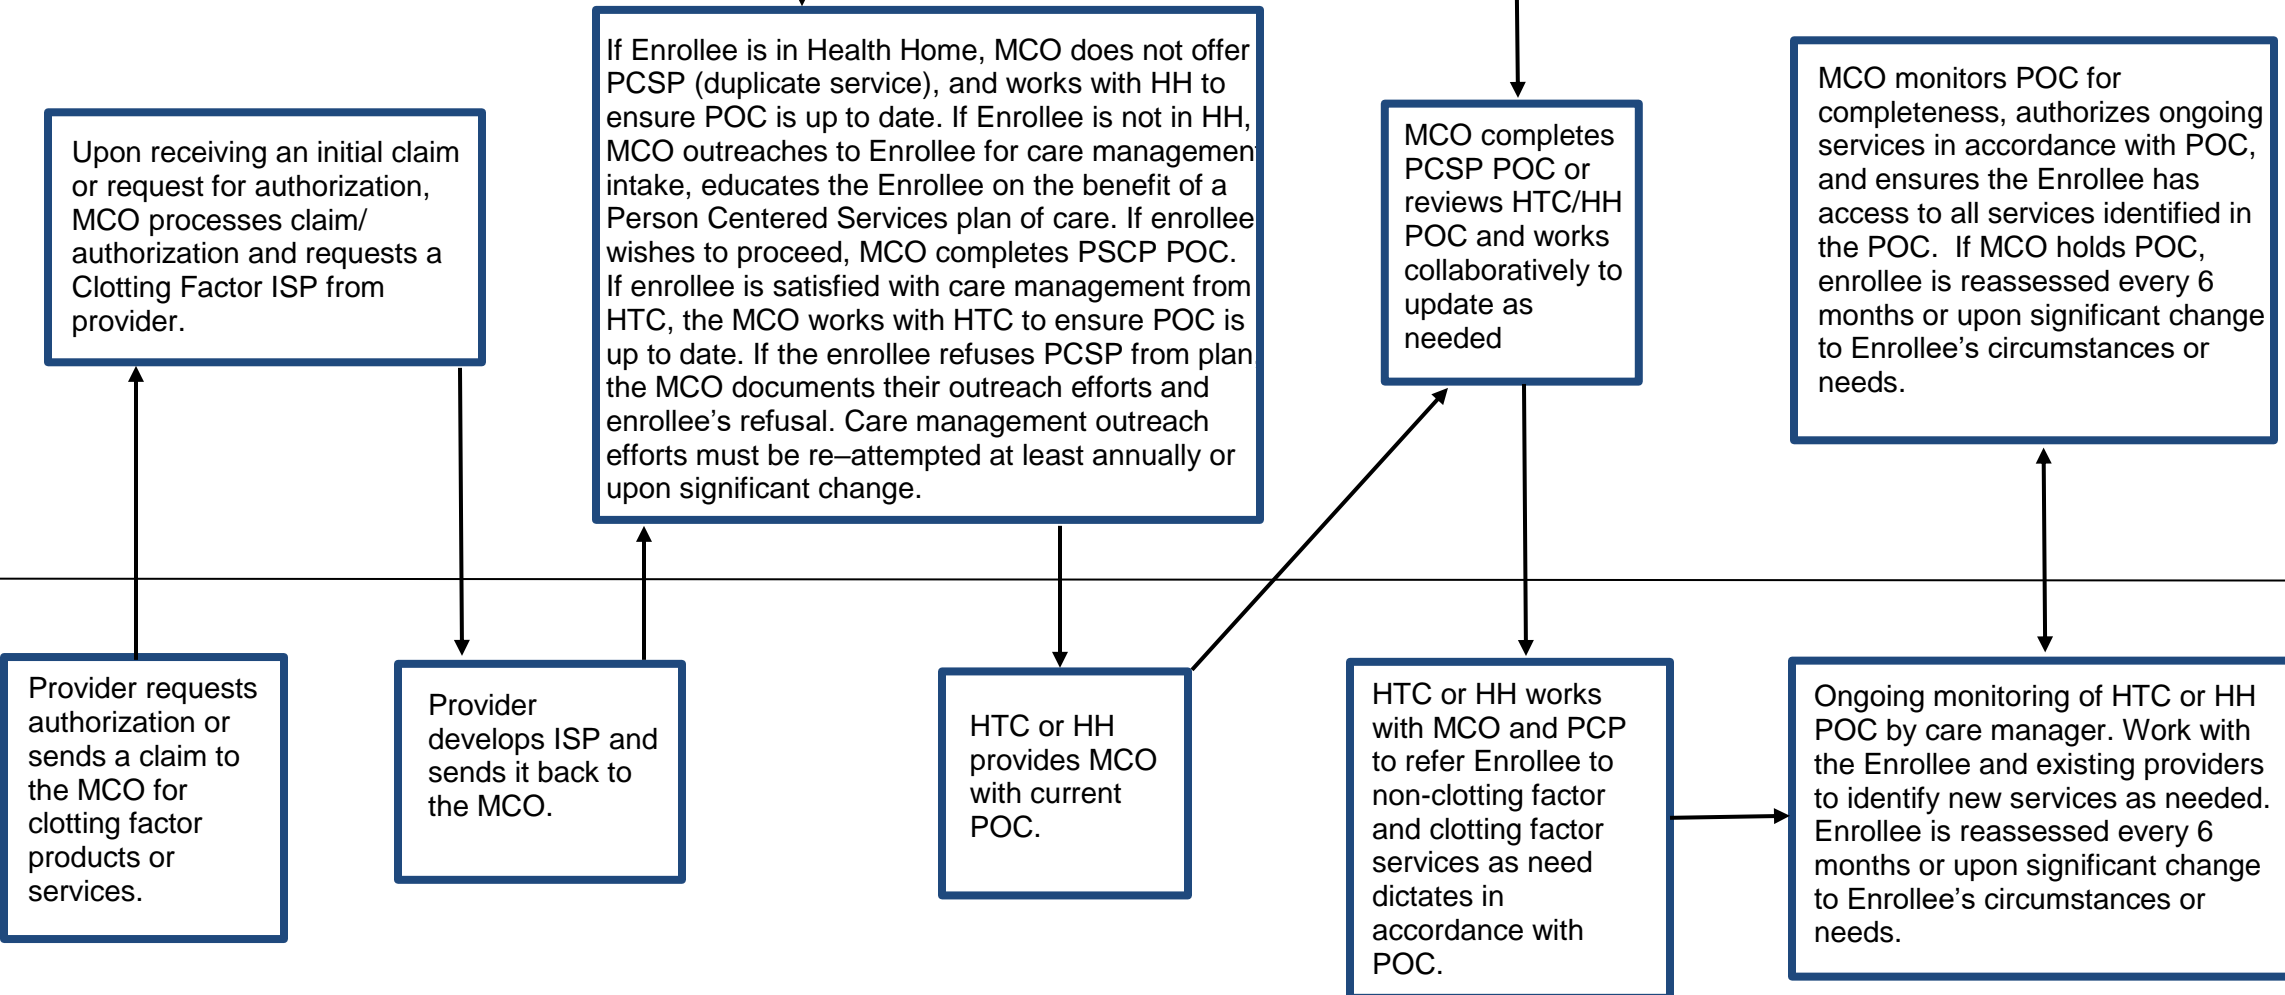 Upon receiving an initial claim
or request for authorization,
MCO processes claim/
authorization and requests a
Clotting Factor ISP from
provider.
If Enrollee is in Health Home, MCO does not offer
PCSP (duplicate service), and works with HH to
ensure POC is up to date. If Enrollee is not in HH,
MCO outreaches to Enrollee for care management
intake, educates the Enrollee on the benefit of a
Person Centered Services plan of care. If enrollee
wishes to proceed, MCO completes PSCP POC.
If enrollee is satisfied with care management from
HTC, the MCO works with HTC to ensure POC is
up to date. If the enrollee refuses PCSP from plan
the MCO documents their outreach efforts and
enrollee’s refusal. Care management outreach
efforts must be re–attempted at least annually or
upon significant change.
MCO completes
PCSP POC or
reviews HTC/HH
POC and works
collaboratively to
update as
needed
MCO monitors POC for
completeness, authorizes ongoing
services in accordance with POC,
and ensures the Enrollee has
access to all services identified in
the POC.  If MCO holds POC,
enrollee is reassessed every 6
months or upon significant change
to Enrollee’s circumstances or
needs.
Provider requests
authorization or
sends a claim to
the MCO for
clotting factor
products or
services.
Provider
develops ISP and
sends it back to
the MCO.
HTC or HH
provides MCO
with current
POC.
HTC or HH works
with MCO and PCP
to refer Enrollee to
non-clotting factor
and clotting factor
services as need
dictates in
accordance with
POC.
Ongoing monitoring of HTC or HH
POC by care manager. Work with
the Enrollee and existing providers
to identify new services as needed.
Enrollee is reassessed every 6
months or upon significant change
to Enrollee’s circumstances or
needs.